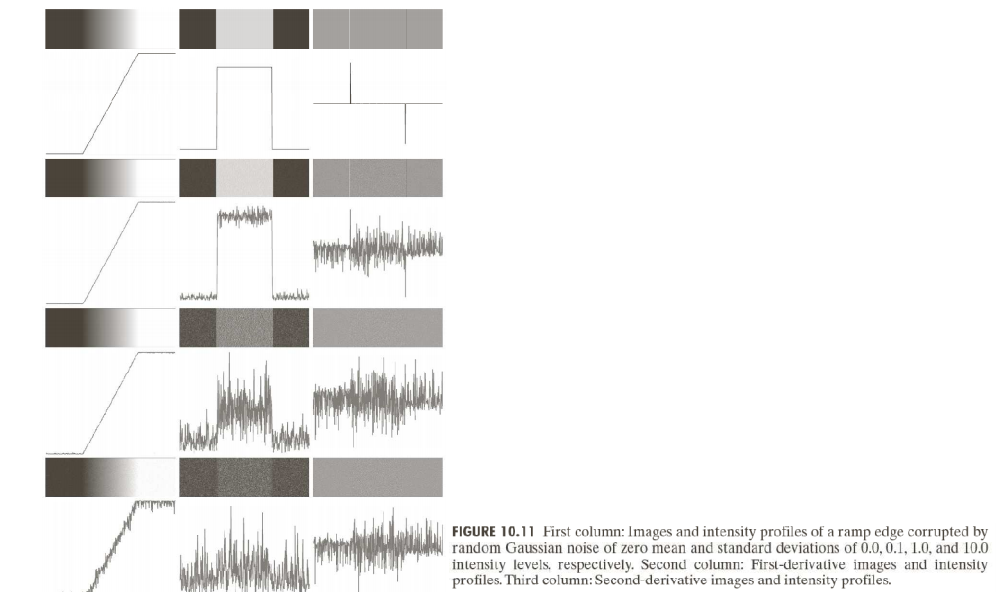 FIGURE 10.11 First column: Images and intensity profiles of a ramp edge corrupted by
random Gaussian noise of zero mean and standard deviations of 0.0, 0.1, 1.0, and 10.0
intensity levels, respectively. Second column: First-derivative images and intensity
profiles. Third column: Second-derivative images and intensity profiles.